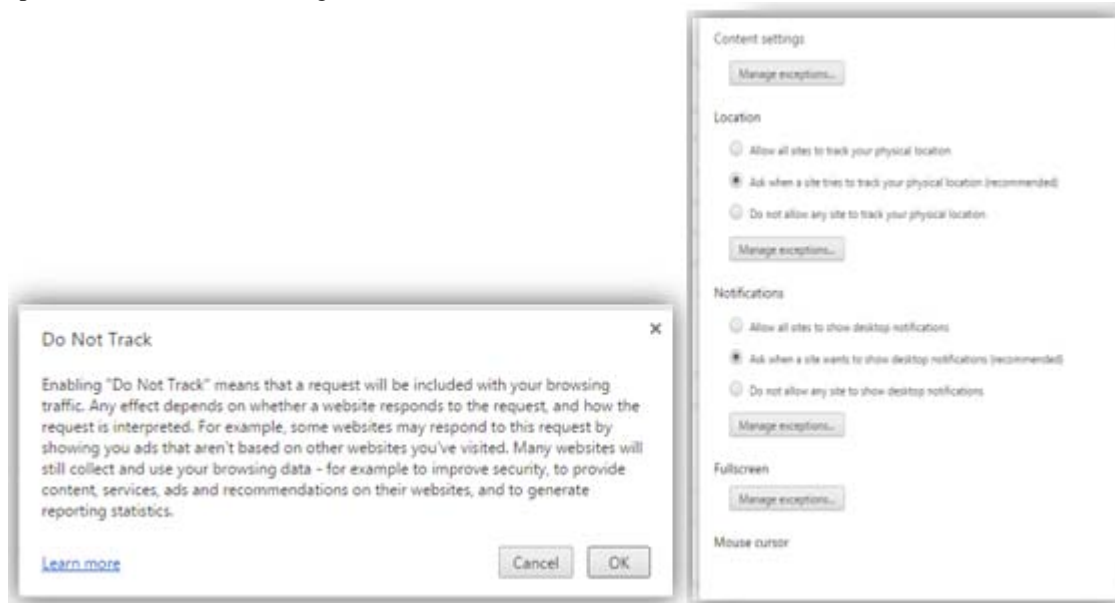 Do Not Track
Enabling "Do Not Track" means that a request will be included with your browsing
traffic. Any effect depends on whether a website responds to the request, and how the
request is interpreted. For example, some websites may respond to this request by
showing you ads that aren't based on other websites you've visited. Many websites will
still collect and use your browsing data - for example to improve security, to provide
content, services, ads and recommendations on their websites, and to generate
reporting statistics.
Learn more
Cancel
OK
Content settings
Manage exceptions...
Location
Allow all sites to track your physical location
Ask when a site tries to track your physical location (recommended)
Do not allow any site to track your physical location
Manage exceptions...
Notifications
Allow all sites to show desktop notifications
Ask when a site wants to show desktop notifications (recommended)
Do not allow any site to show desktop notifications
Manage exceptions...
Fullscreen
Manage exceptions...
Mouse cursor